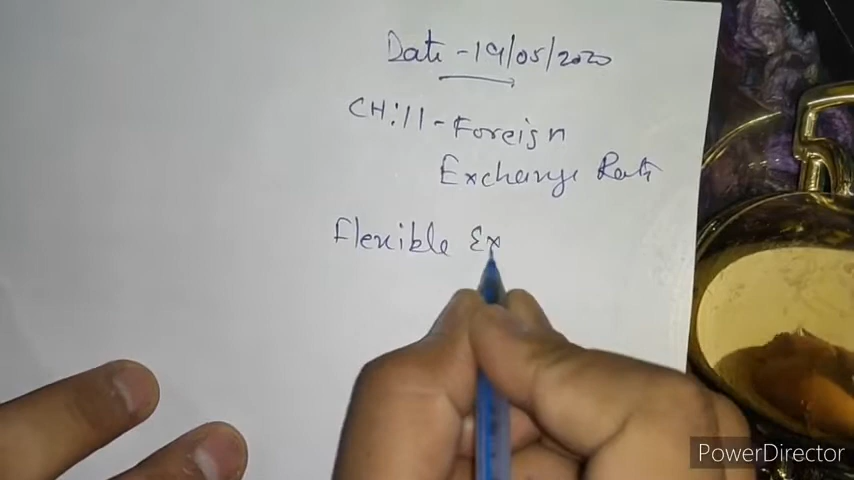 Date - 19/05/2020
CH:11 - Foreign
Exchange Rate
Flexible Ex
PowerDirector